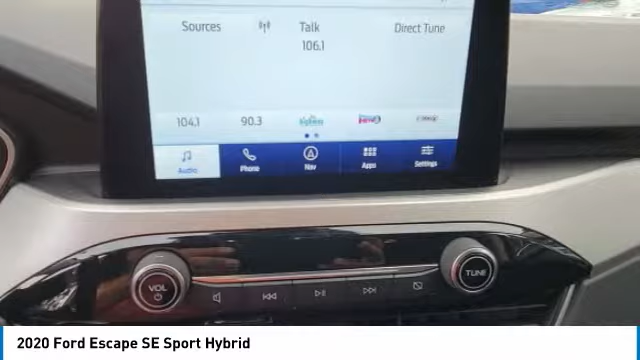 Sources Talk Direct Tune
106.1
104.1 90.3
Audio Phone Nav Apps Settings
VOL TUNE
2020 Ford Escape SE Sport Hybrid